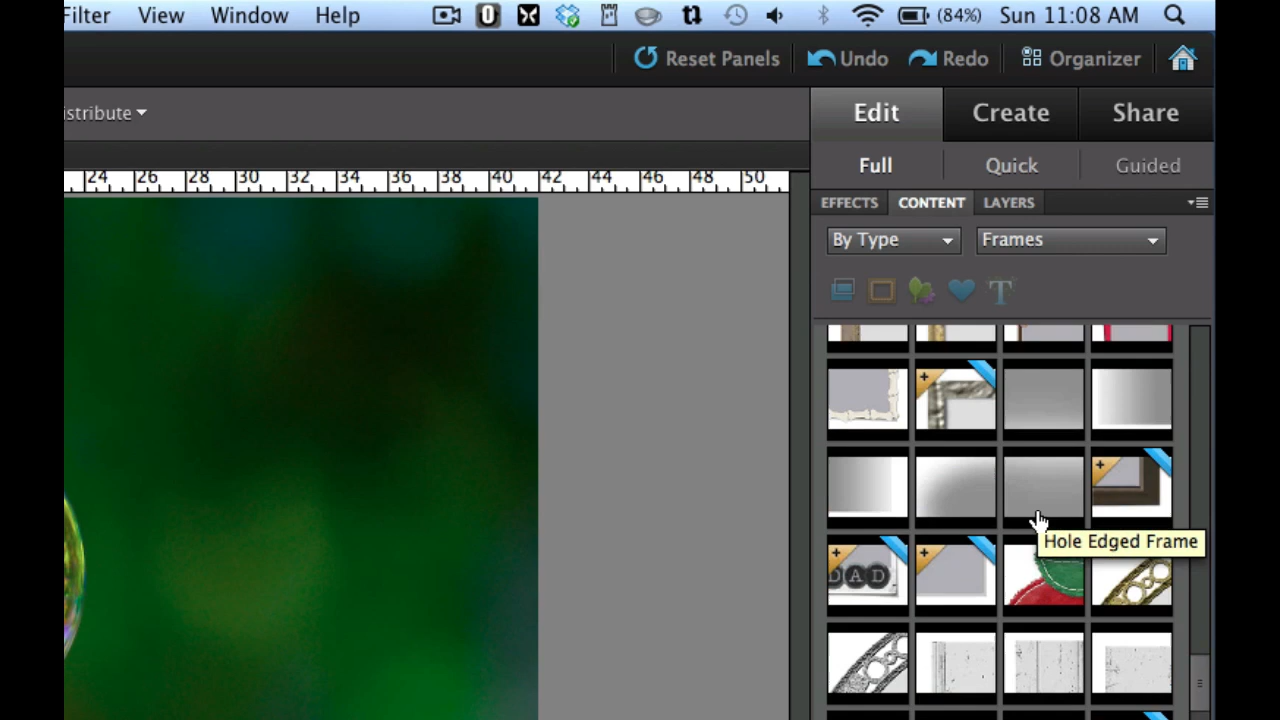 ilter View Window Help (84%) Sun 11:08 AM
Reset Panels Undo Redo Organizer
istribute Edit Create Share
Full Quick Guided
24 26 28 30 32 34 36 38 40 42 44 46 48 50
EFFECTS CONTENT LAYERS
By Type Frames
T
Hole Edged Frame
DAD